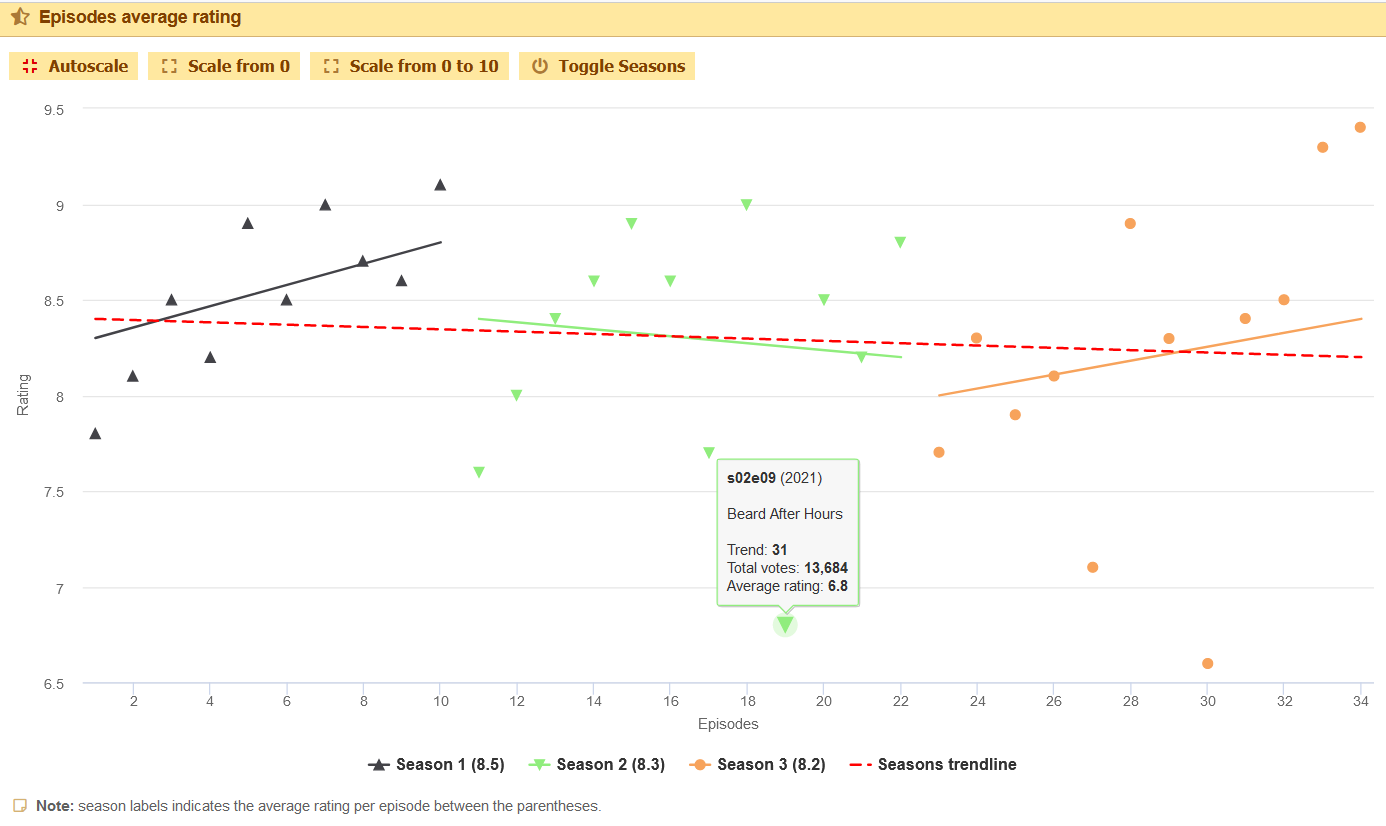 Episodes average rating
Autoscale Scale from 0 Scale from 0 to 10 Toggle Seasons
9.5
9
8.5
8
7.5
7
6.5
Rating
s02e09 (2021)
Beard After Hours
Trend: 31
Total votes: 13,684
Average rating: 6.8
2 4 6 8 10 12 14 16 18 20 22 24 26 28 30 32 34
Episodes
Season 1 (8.5) Season 2 (8.3) Season 3 (8.2) Seasons trendline
Note: season labels indicates the average rating per episode between the parentheses.